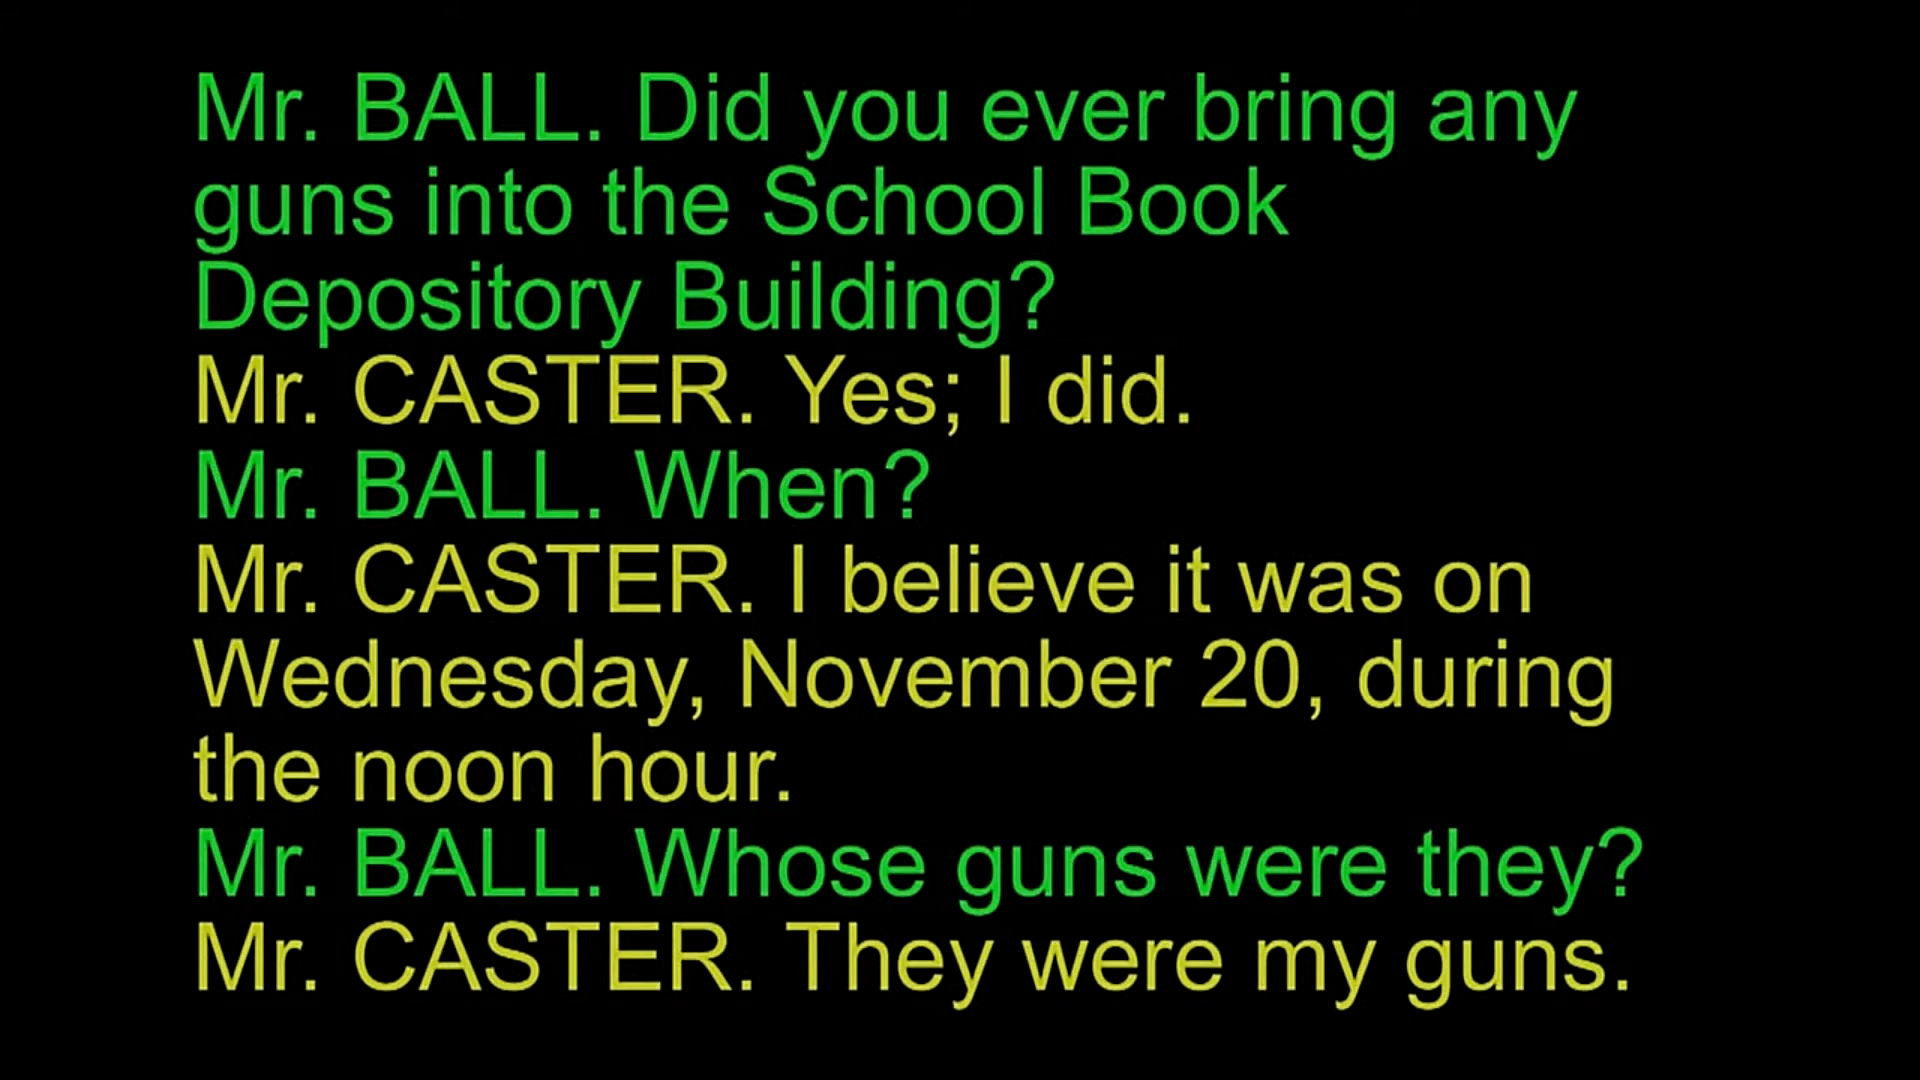 Mr. BALL. Did you ever bring any
guns into the School Book
Depository Building?
Mr. CASTER. Yes; I did.
Mr. BALL. When?
Mr. CASTER. I believe it was on
Wednesday, November 20, during
the noon hour.
Mr. BALL. Whose guns were they?
Mr. CASTER. They were my guns.